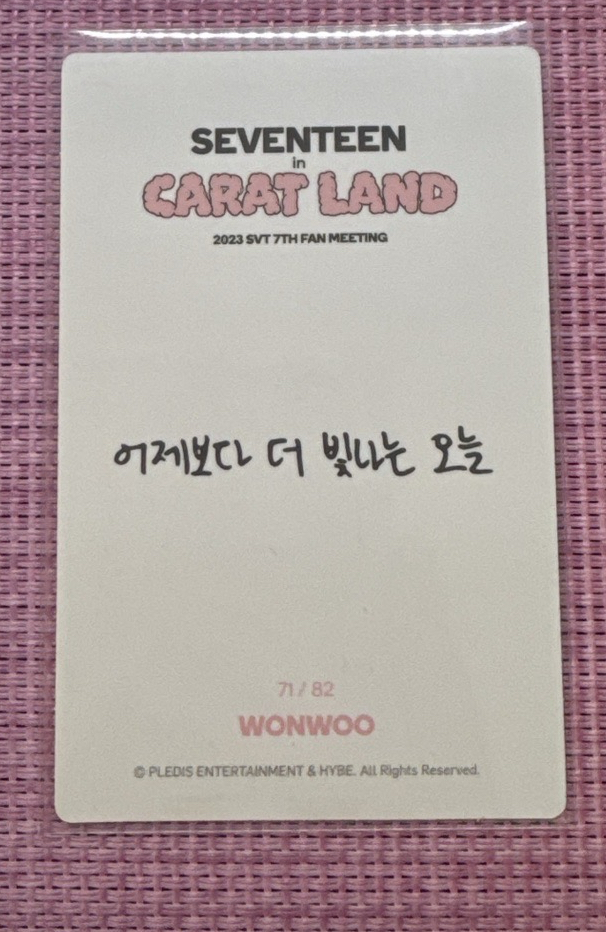 SEVENTEEN
in
CARAT LAND
2023 SVT 7TH FAN MEETING
어제보다 더 빛나는 오늘
71 / 82
WONWOO
© PLEDIS ENTERTAINMENT & HYBE. All Rights Reserved.